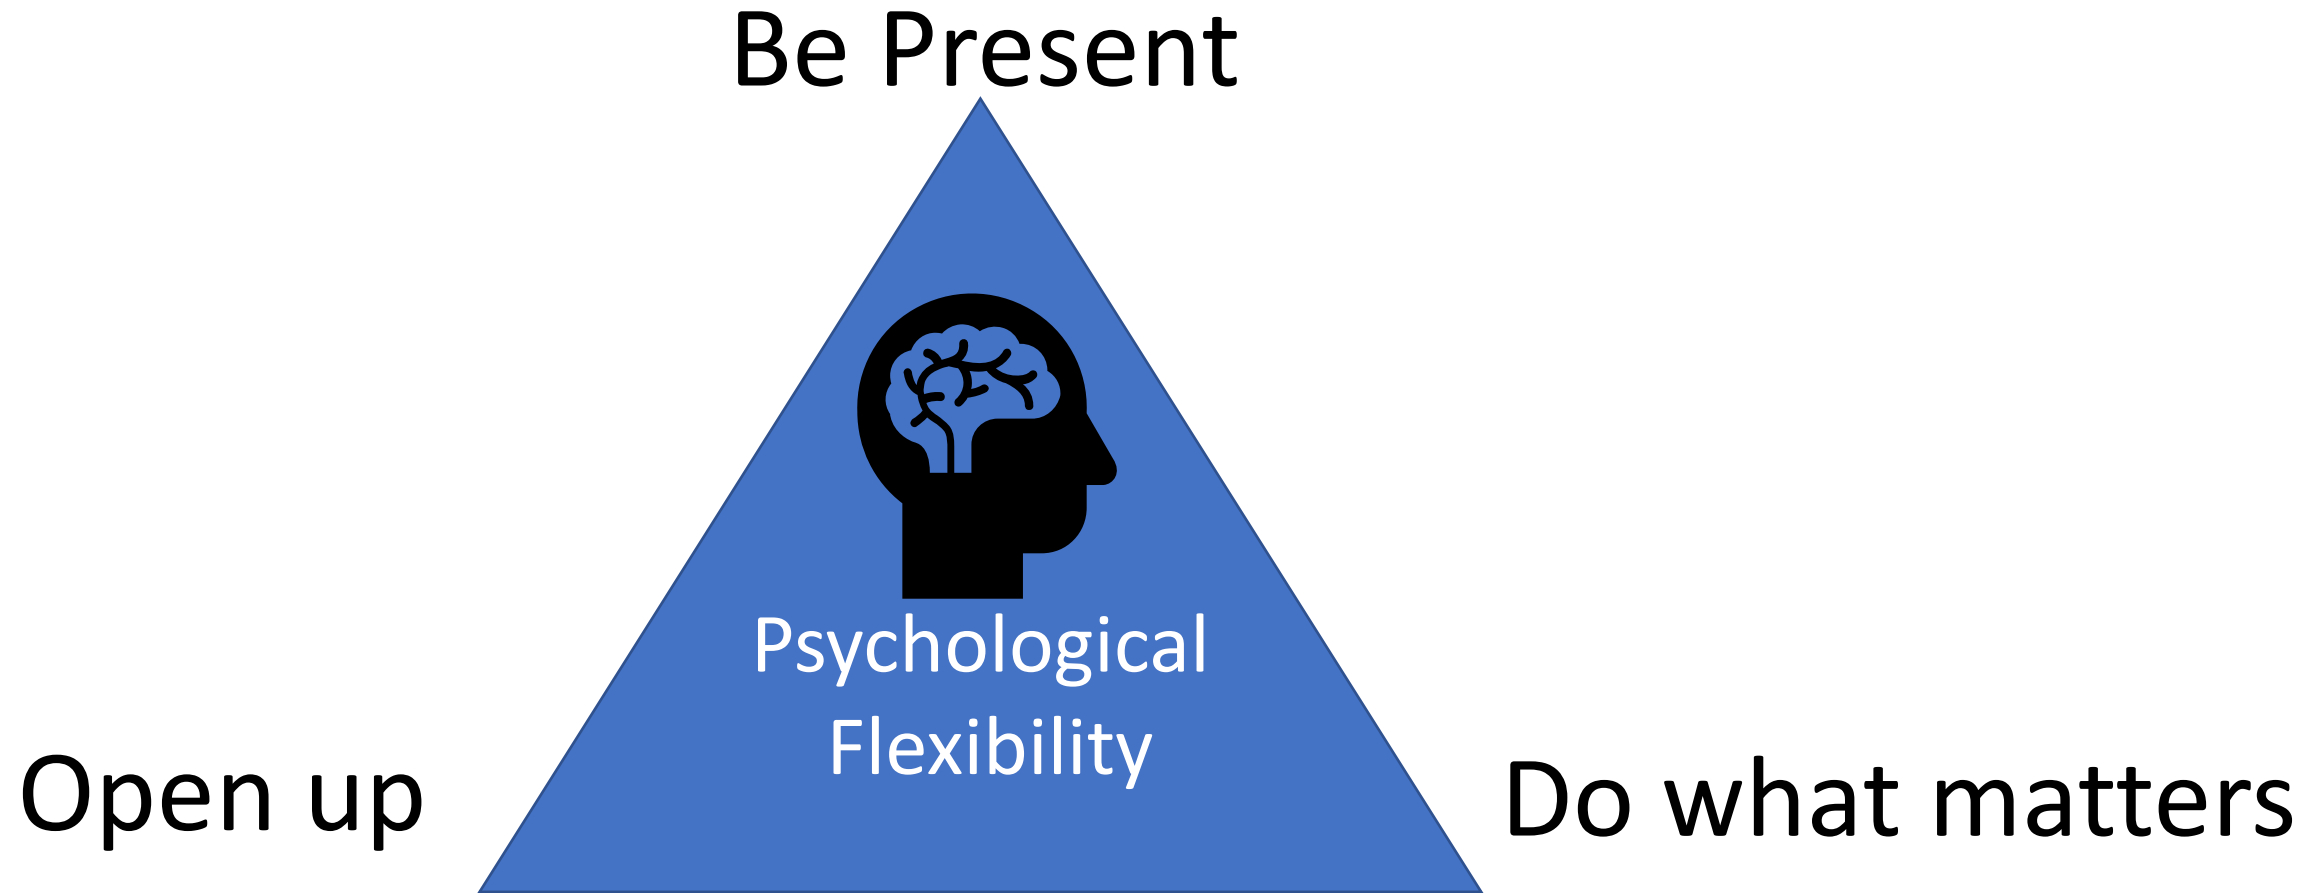 Be Present
Psychological
Flexibility
Open up
Do what matters